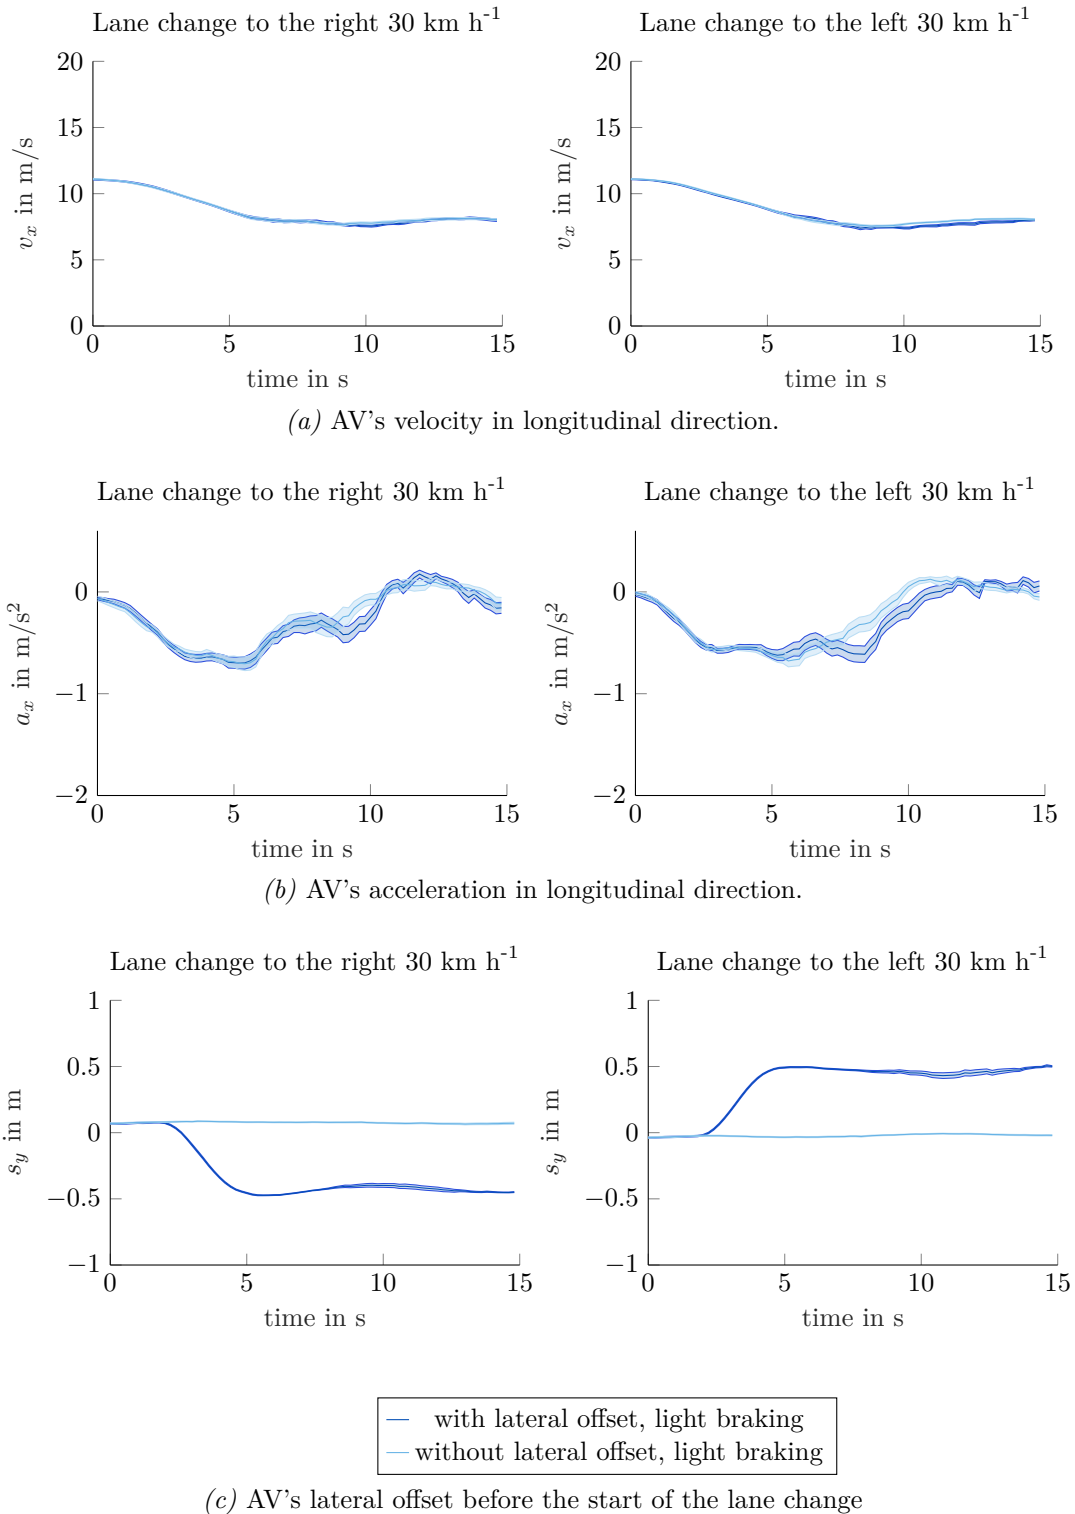 Lane change to the right 30 km h-1
Lane change to the left 30 km h-1
20
15
10
5
0
v_x in m/s
0 5 10 15
time in s
20
15
10
5
0
v_x in m/s
0 5 10 15
time in s
(a) AV's velocity in longitudinal direction.
Lane change to the right 30 km h-1
Lane change to the left 30 km h-1
0
−1
−2
a_x in m/s²
0 5 10 15
time in s
0
−1
−2
a_x in m/s²
0 5 10 15
time in s
(b) AV's acceleration in longitudinal direction.
Lane change to the right 30 km h-1
Lane change to the left 30 km h-1
1
0.5
0
−0.5
−1
s_y in m
0 5 10 15
time in s
1
0.5
0
−0.5
−1
s_y in m
0 5 10 15
time in s
with lateral offset, light braking
without lateral offset, light braking
(c) AV's lateral offset before the start of the lane change